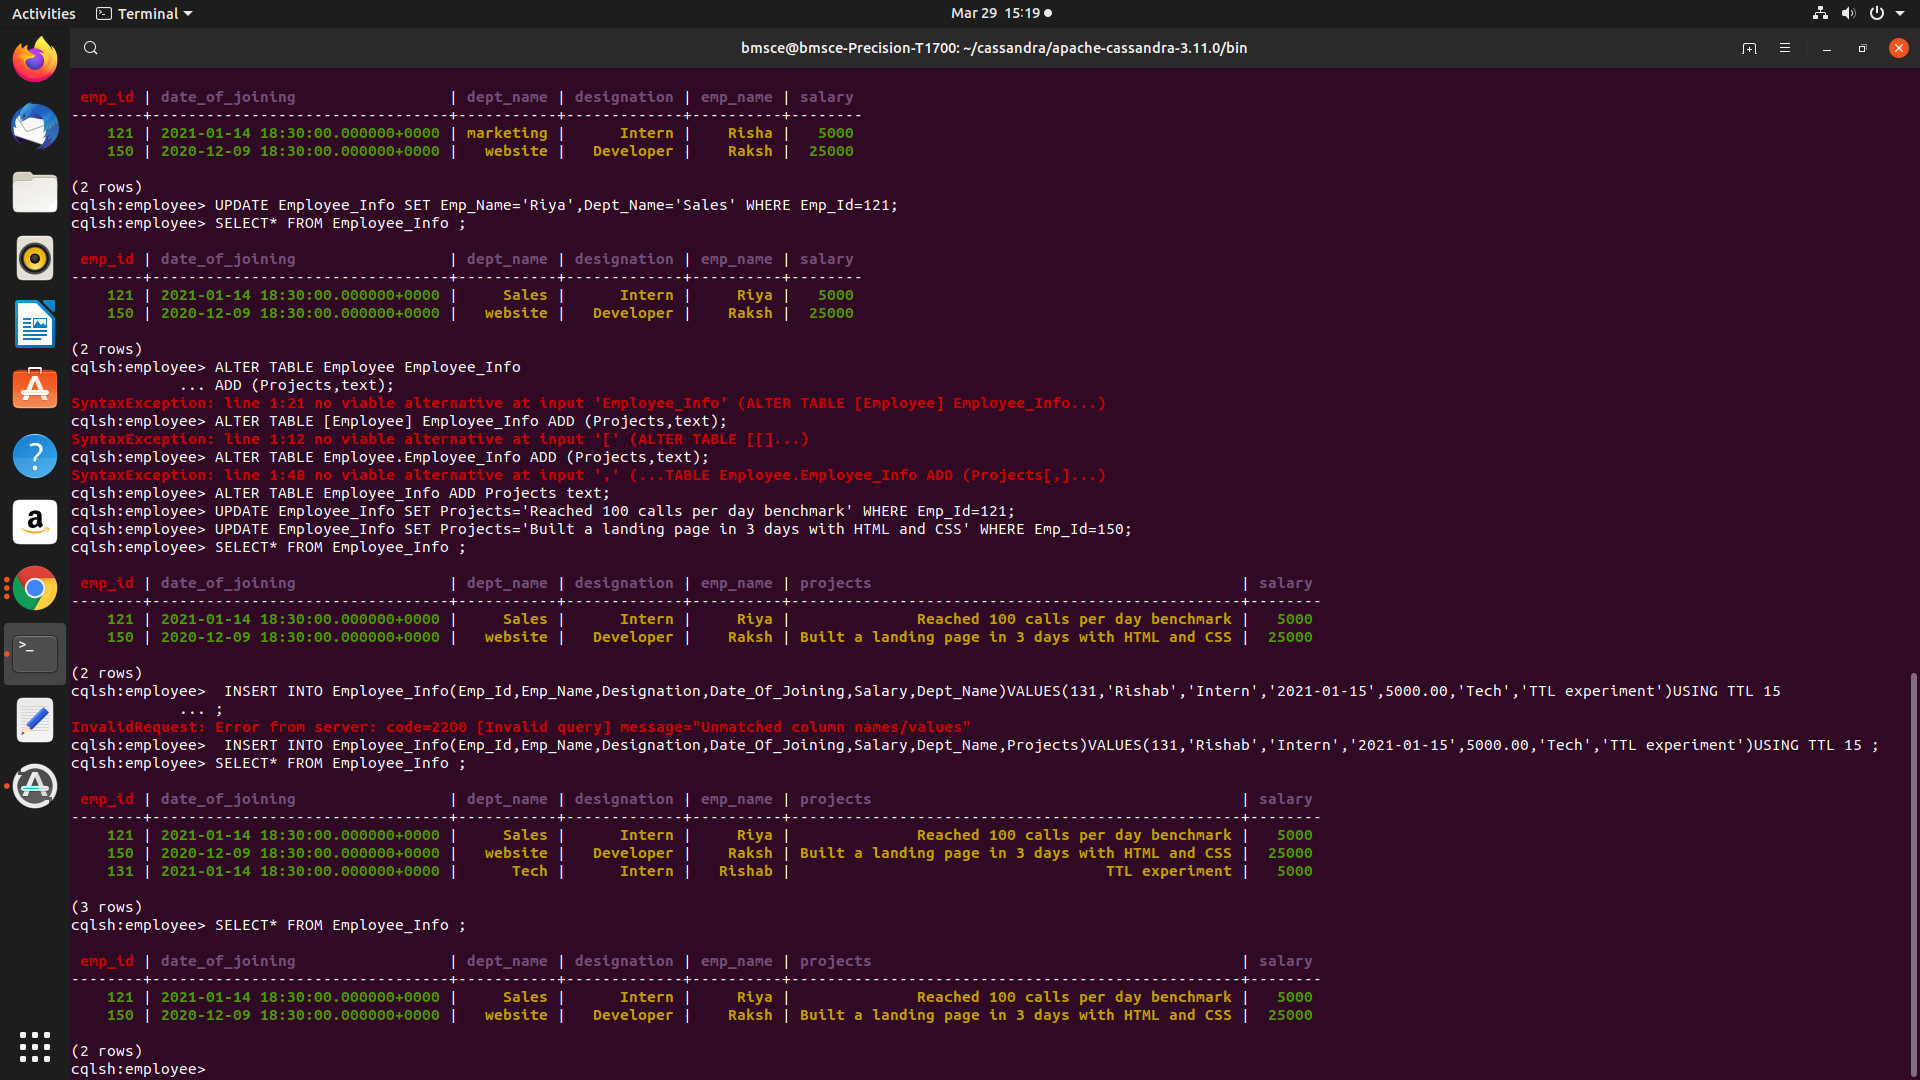 Activities Terminal Mar 29 15:19
bmsce@bmsce-Precision-T1700: ~/cassandra/apache-cassandra-3.11.0/bin
emp_id | date_of_joining | dept_name | designation | emp_name | salary
--------+---------------------------------+-----------+-------------+----------+--------
121 | 2021-01-14 18:30:00.000000+0000 | marketing | Intern | Risha | 5000
150 | 2020-12-09 18:30:00.000000+0000 | website | Developer | Raksh | 25000
(2 rows)
cqlsh:employee> UPDATE Employee_Info SET Emp_Name='Riya',Dept_Name='Sales' WHERE Emp_Id=121;
cqlsh:employee> SELECT* FROM Employee_Info ;
emp_id | date_of_joining | dept_name | designation | emp_name | salary
--------+---------------------------------+-----------+-------------+----------+--------
121 | 2021-01-14 18:30:00.000000+0000 | Sales | Intern | Riya | 5000
150 | 2020-12-09 18:30:00.000000+0000 | website | Developer | Raksh | 25000
(2 rows)
cqlsh:employee> ALTER TABLE Employee Employee_Info
... ADD (Projects,text);
SyntaxException: line 1:21 no viable alternative at input 'Employee_Info' (ALTER TABLE [Employee] Employee_Info...)
cqlsh:employee> ALTER TABLE [Employee] Employee_Info ADD (Projects,text);
SyntaxException: line 1:12 no viable alternative at input '[' (ALTER TABLE [[]...)
cqlsh:employee> ALTER TABLE Employee.Employee_Info ADD (Projects,text);
SyntaxException: line 1:48 no viable alternative at input ',' (...TABLE Employee.Employee_Info ADD (Projects[,]...)
cqlsh:employee> ALTER TABLE Employee_Info ADD Projects text;
cqlsh:employee> UPDATE Employee_Info SET Projects='Reached 100 calls per day benchmark' WHERE Emp_Id=121;
cqlsh:employee> UPDATE Employee_Info SET Projects='Built a landing page in 3 days with HTML and CSS' WHERE Emp_Id=150;
cqlsh:employee> SELECT* FROM Employee_Info ;
emp_id | date_of_joining | dept_name | designation | emp_name | projects | salary
--------+---------------------------------+-----------+-------------+----------+--------------------------------------------------+--------
121 | 2021-01-14 18:30:00.000000+0000 | Sales | Intern | Riya | Reached 100 calls per day benchmark | 5000
150 | 2020-12-09 18:30:00.000000+0000 | website | Developer | Raksh | Built a landing page in 3 days with HTML and CSS | 25000
(2 rows)
cqlsh:employee>  INSERT INTO Employee_Info(Emp_Id,Emp_Name,Designation,Date_Of_Joining,Salary,Dept_Name)VALUES(131,'Rishab','Intern','2021-01-15',5000.00,'Tech','TTL experiment')USING TTL 15
... ;
InvalidRequest: Error from server: code=2200 [Invalid query] message="Unmatched column names/values"
cqlsh:employee>  INSERT INTO Employee_Info(Emp_Id,Emp_Name,Designation,Date_Of_Joining,Salary,Dept_Name,Projects)VALUES(131,'Rishab','Intern','2021-01-15',5000.00,'Tech','TTL experiment')USING TTL 15 ;
cqlsh:employee> SELECT* FROM Employee_Info ;
emp_id | date_of_joining | dept_name | designation | emp_name | projects | salary
--------+---------------------------------+-----------+-------------+----------+--------------------------------------------------+--------
121 | 2021-01-14 18:30:00.000000+0000 | Sales | Intern | Riya | Reached 100 calls per day benchmark | 5000
150 | 2020-12-09 18:30:00.000000+0000 | website | Developer | Raksh | Built a landing page in 3 days with HTML and CSS | 25000
131 | 2021-01-14 18:30:00.000000+0000 | Tech | Intern | Rishab | TTL experiment | 5000
(3 rows)
cqlsh:employee> SELECT* FROM Employee_Info ;
emp_id | date_of_joining | dept_name | designation | emp_name | projects | salary
--------+---------------------------------+-----------+-------------+----------+--------------------------------------------------+--------
121 | 2021-01-14 18:30:00.000000+0000 | Sales | Intern | Riya | Reached 100 calls per day benchmark | 5000
150 | 2020-12-09 18:30:00.000000+0000 | website | Developer | Raksh | Built a landing page in 3 days with HTML and CSS | 25000
(2 rows)
cqlsh:employee>